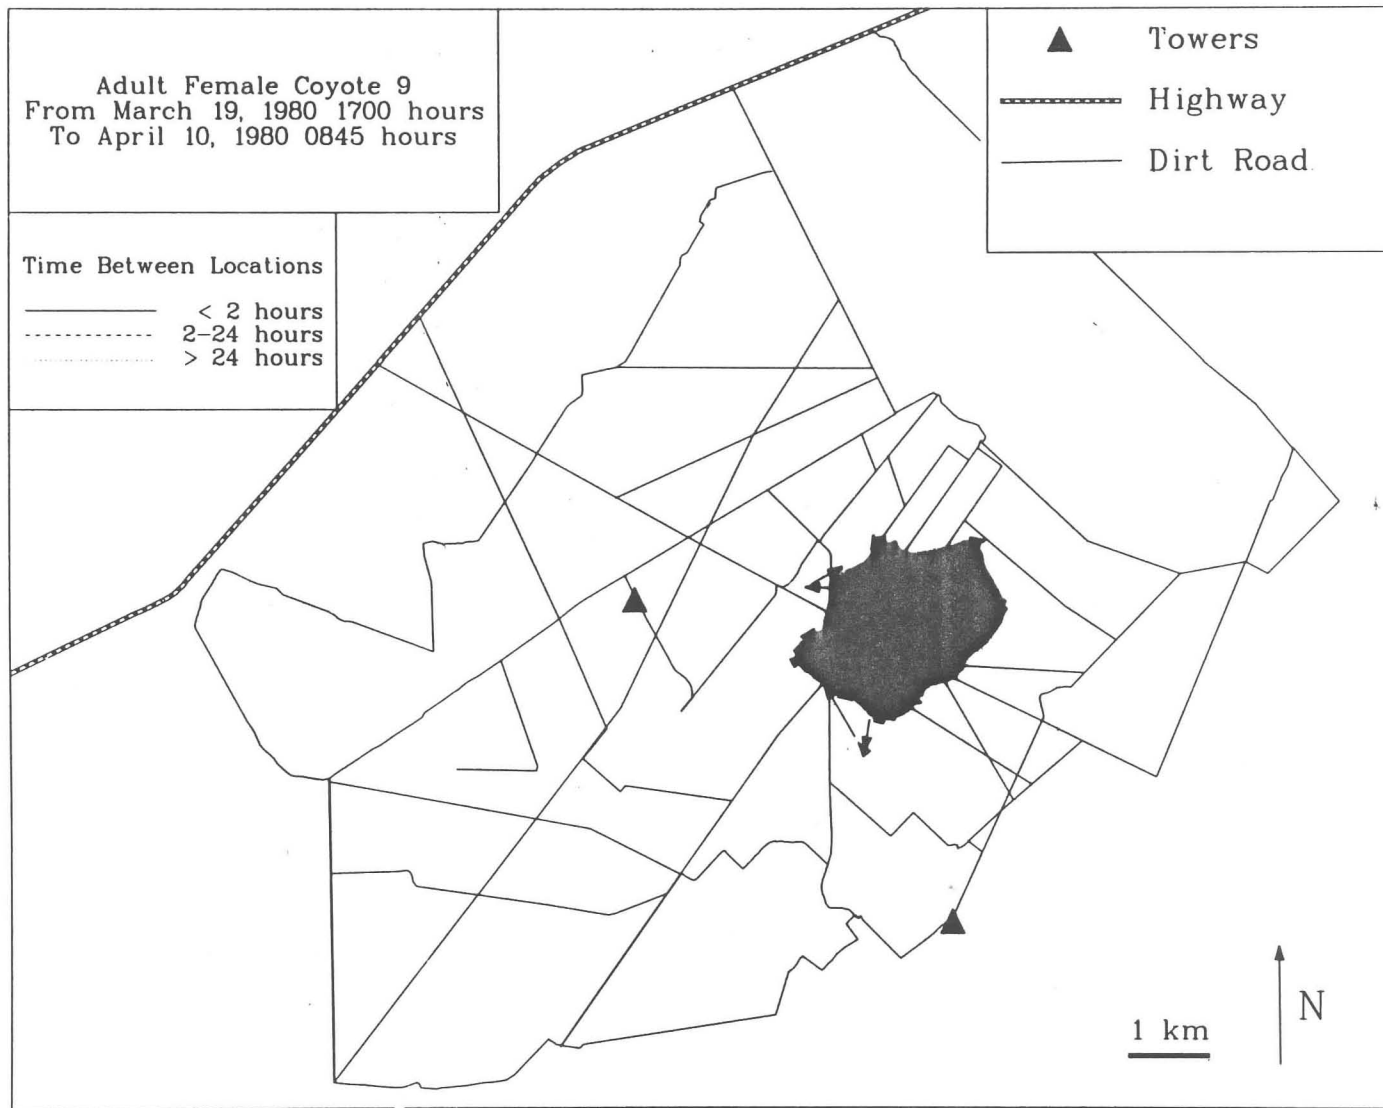 Adult Female Coyote 9
From March 19, 1980 1700 hours
To April 10, 1980 0845 hours
Time Between Locations
< 2 hours
2-24 hours
> 24 hours
Towers
Highway
Dirt Road
N
1 km